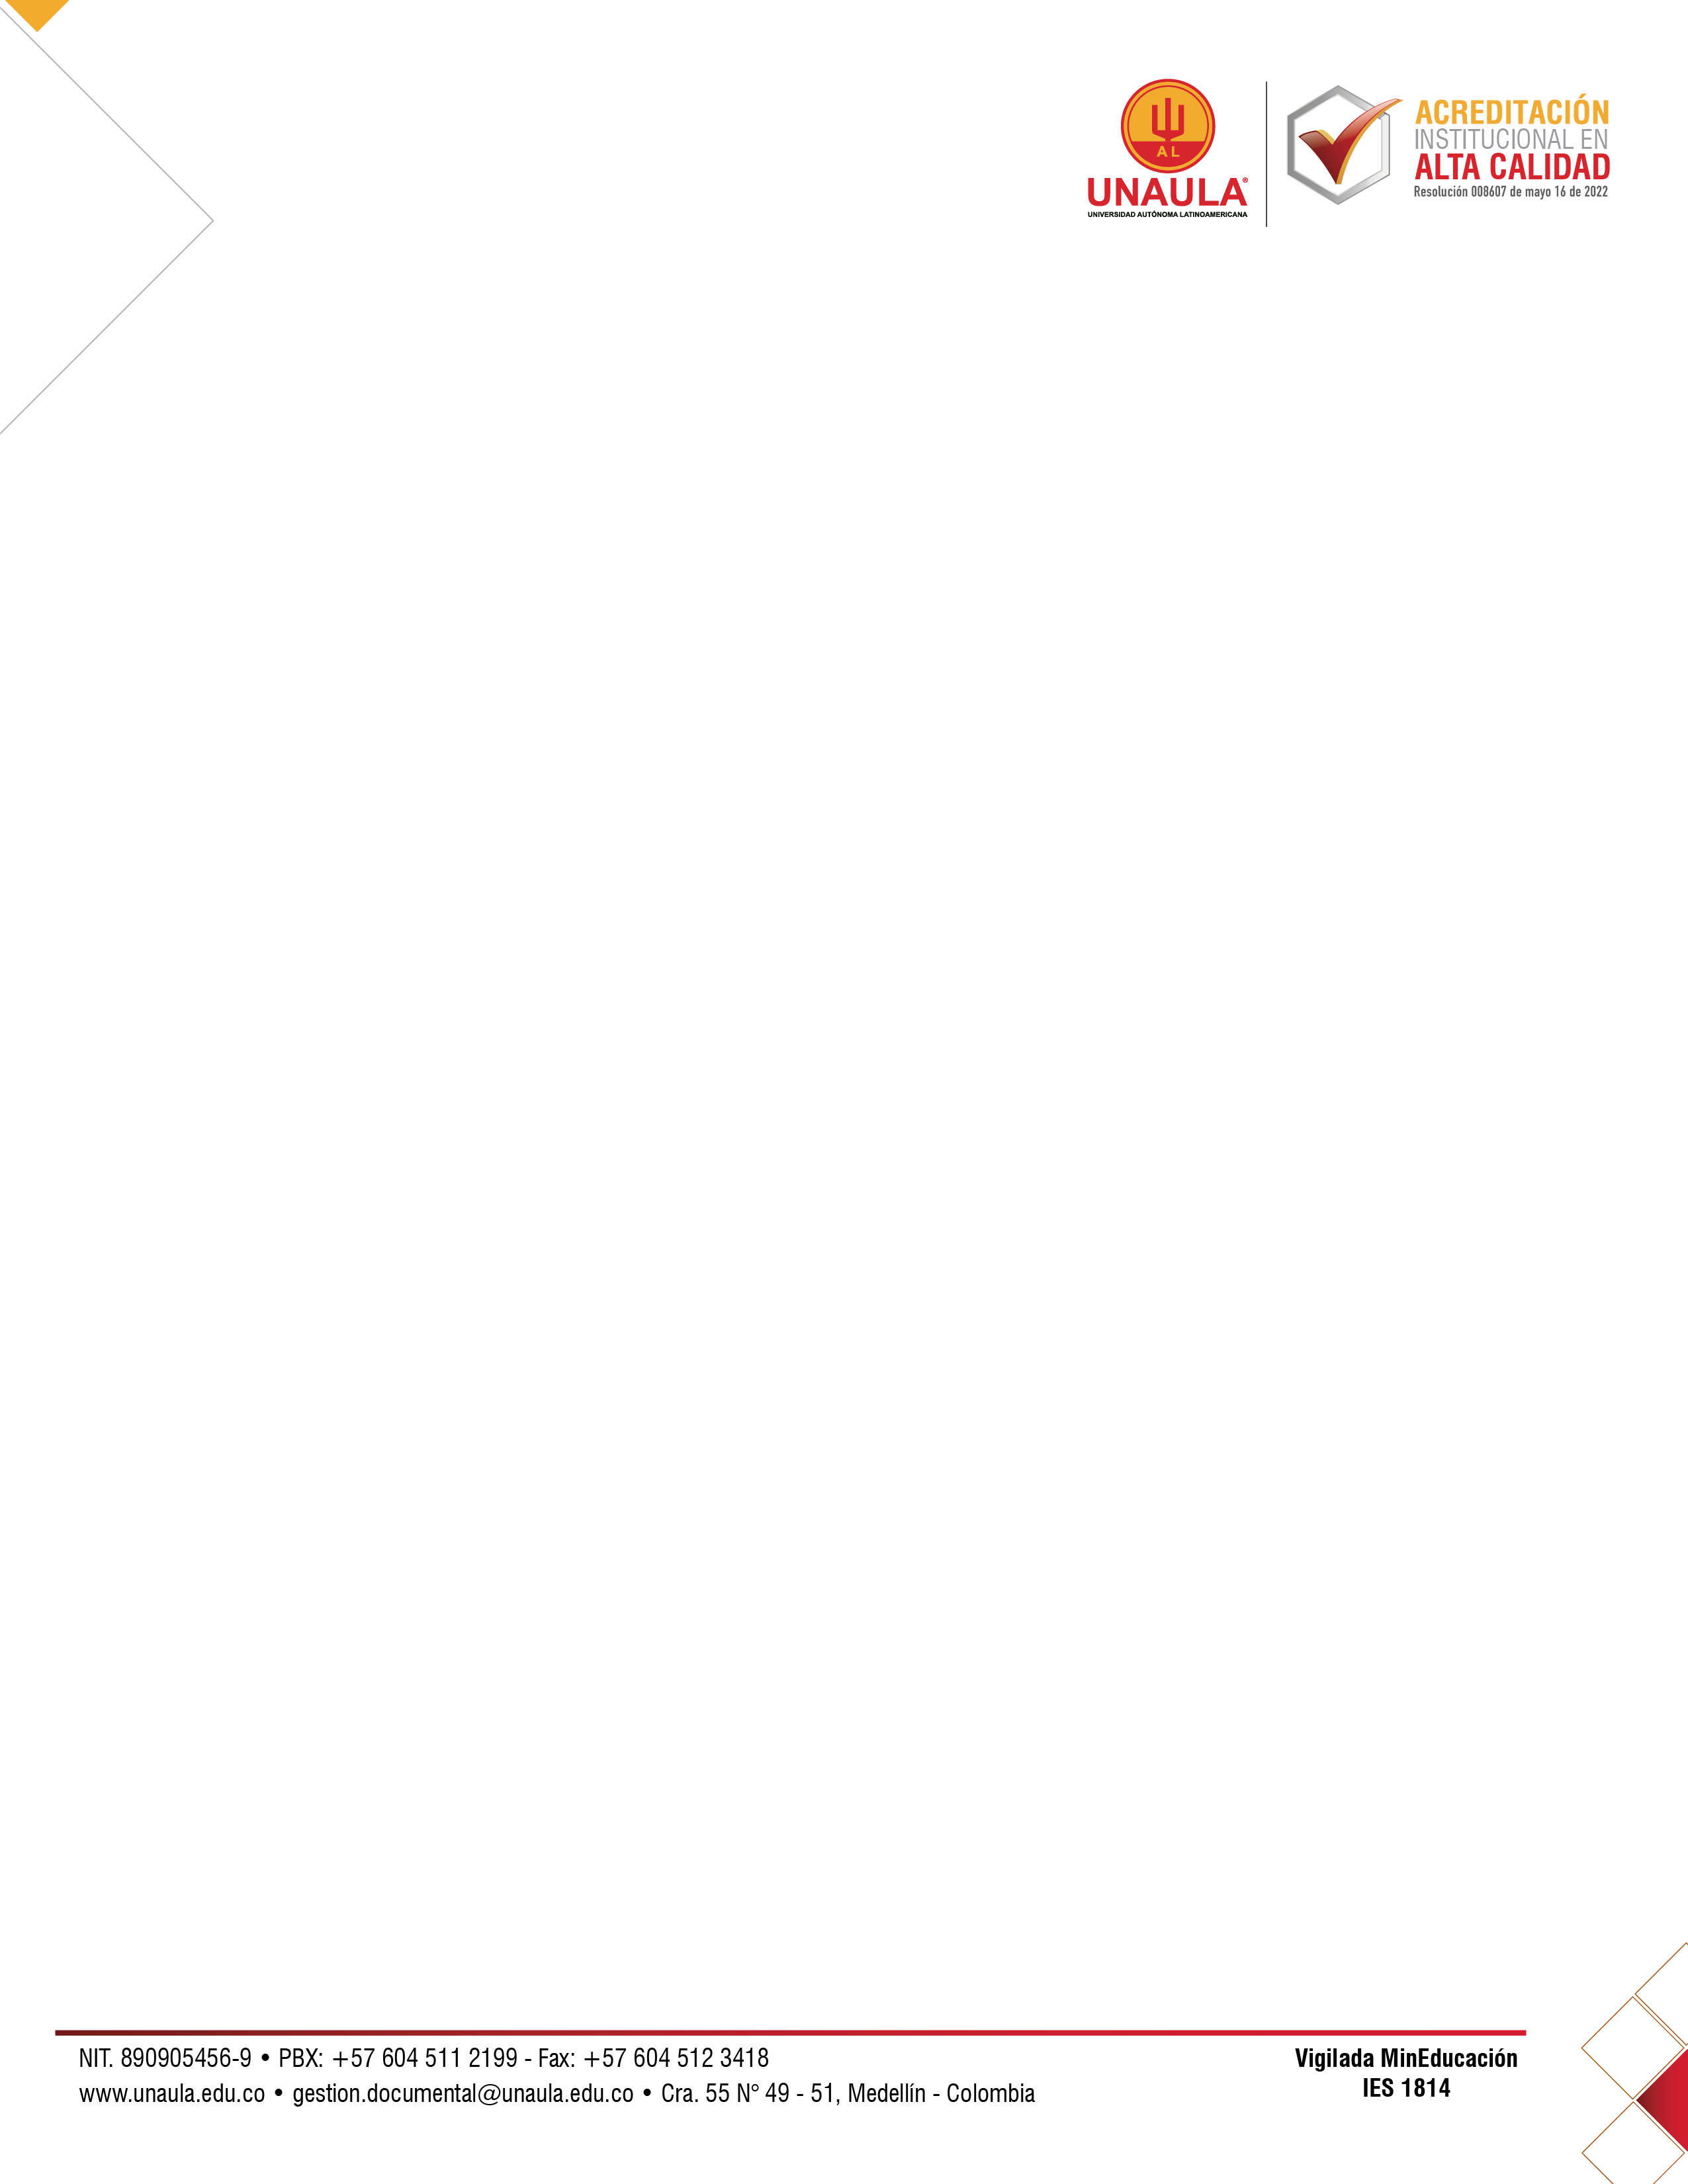 AL
UNAULA®
UNIVERSIDAD AUTÓNOMA LATINOAMERICANA
ACREDITACIÓN
INSTITUCIONAL EN
ALTA CALIDAD
Resolución 008607 de mayo 16 de 2022
NIT. 890905456-9 • PBX: +57 604 511 2199 - Fax: +57 604 512 3418
www.unaula.edu.co • gestion.documental@unaula.edu.co • Cra. 55 N° 49 - 51, Medellín - Colombia
Vigilada MinEducación
IES 1814